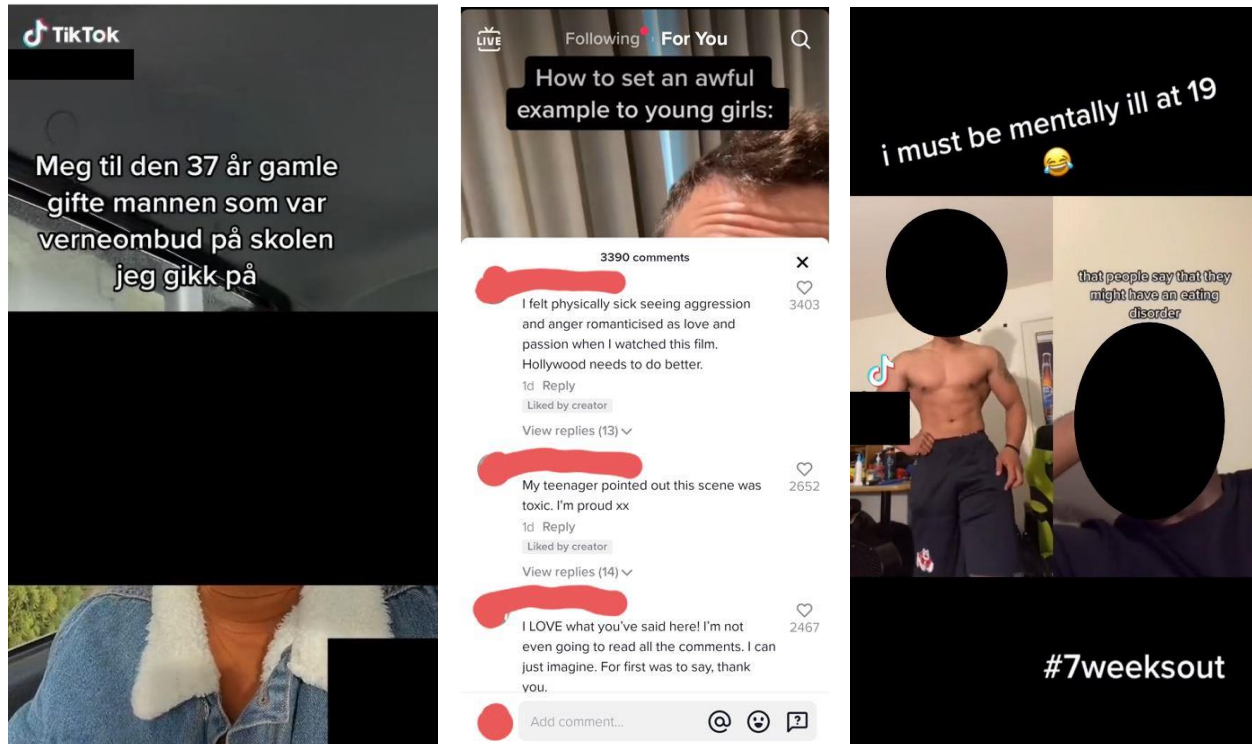 TikTok
Meg til den 37 år gamle
gifte mannen som var
verneombud på skolen
jeg gikk på
LIVE
Following
For You
How to set an awful
example to young girls:
3390 comments
I felt physically sick seeing aggression
and anger romanticised as love and
passion when I watched this film.
Hollywood needs to do better.
3403
1d Reply
Liked by creator
View replies (13)
My teenager pointed out this scene was
toxic. I'm proud xx
2652
1d Reply
Liked by creator
View replies (14)
I LOVE what you've said here! I'm not
even going to read all the comments. I can
just imagine. For first was to say, thank
you.
2467
Add comment...
i must be mentally ill at 19
😂
that people say that they
might have an eating
disorder
#7weeksout